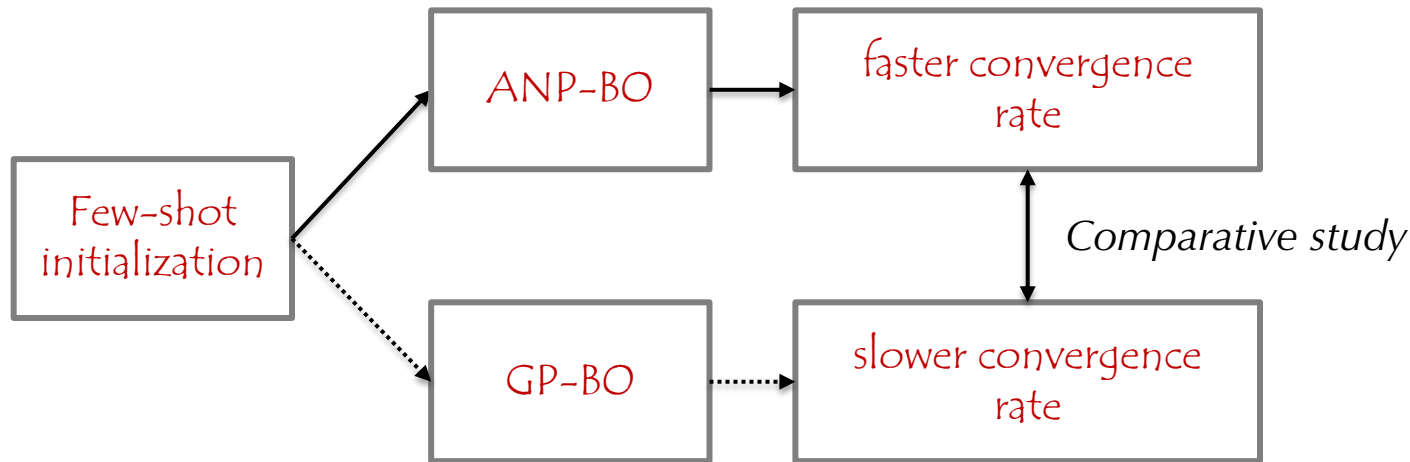 Few-shot
initialization
ANP-BO
faster convergence
rate
Comparative study
GP-BO
slower convergence
rate